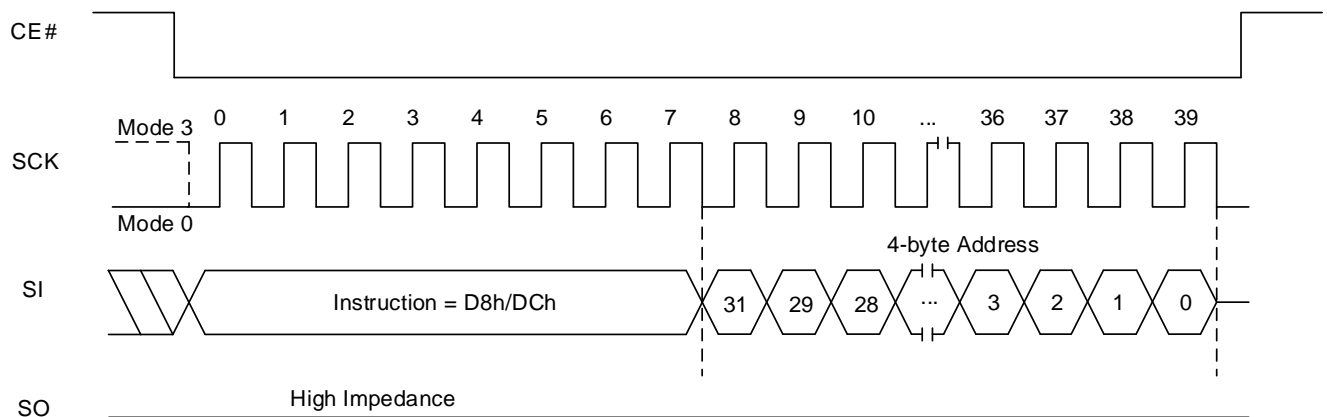 CE#
0 1 2 3 4 5 6 7 8 9 10 ... 36 37 38 39
Mode 3
SCK
Mode 0
4-byte Address
SI
Instruction = D8h/DCh 31 29 28 ... 3 2 1 0
...
High Impedance
SO